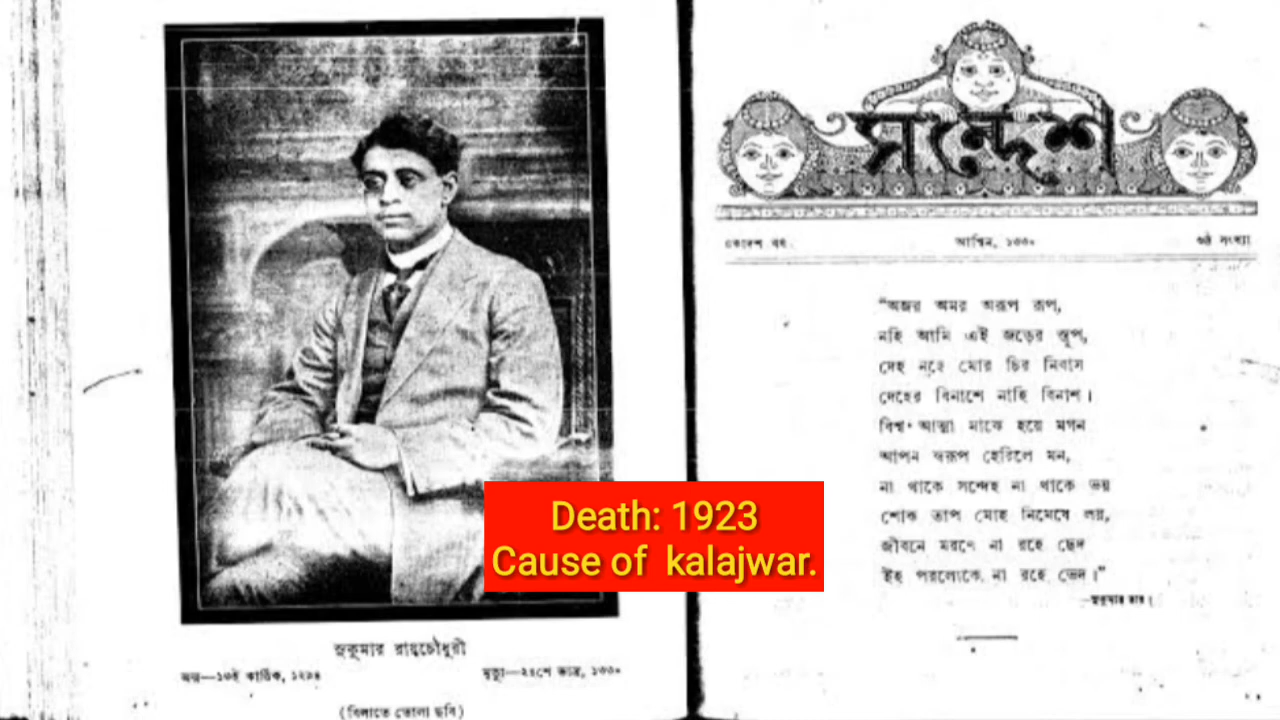 সুকুমার রায়চৌধুরী
জন্ম—১৩ই কার্ত্তিক, ১২৯৪
মৃত্যু—২৪শে ভাদ্র, ১৩৩০
(বিলাতে তোলা ছবি)
Death: 1923
Cause of kalajwar.
সন্দেশ
একাদশ বর্ষ
আশ্বিন, ১৩৩০
৬ষ্ঠ সংখ্যা
“অজর অমর অরূপ রূপ,
নহি আমি এই জড়ের স্তূপ,
দেহ নহে মোর চির নিবাস
দেহের বিনাশে নাহি বিনাশ।
বিশ্ব আত্মা মাঝে হয়ে মগন
আপন স্বরূপ হেরিলে মন,
না থাকে সন্দেহ না থাকে ভয়
শোক তাপ মোহ নিমেষে লয়,
জীবনে মরণে না রহে ছেদ
ইহ পরলোকে না রহে ভেদ।”
—সুকুমার রায়।